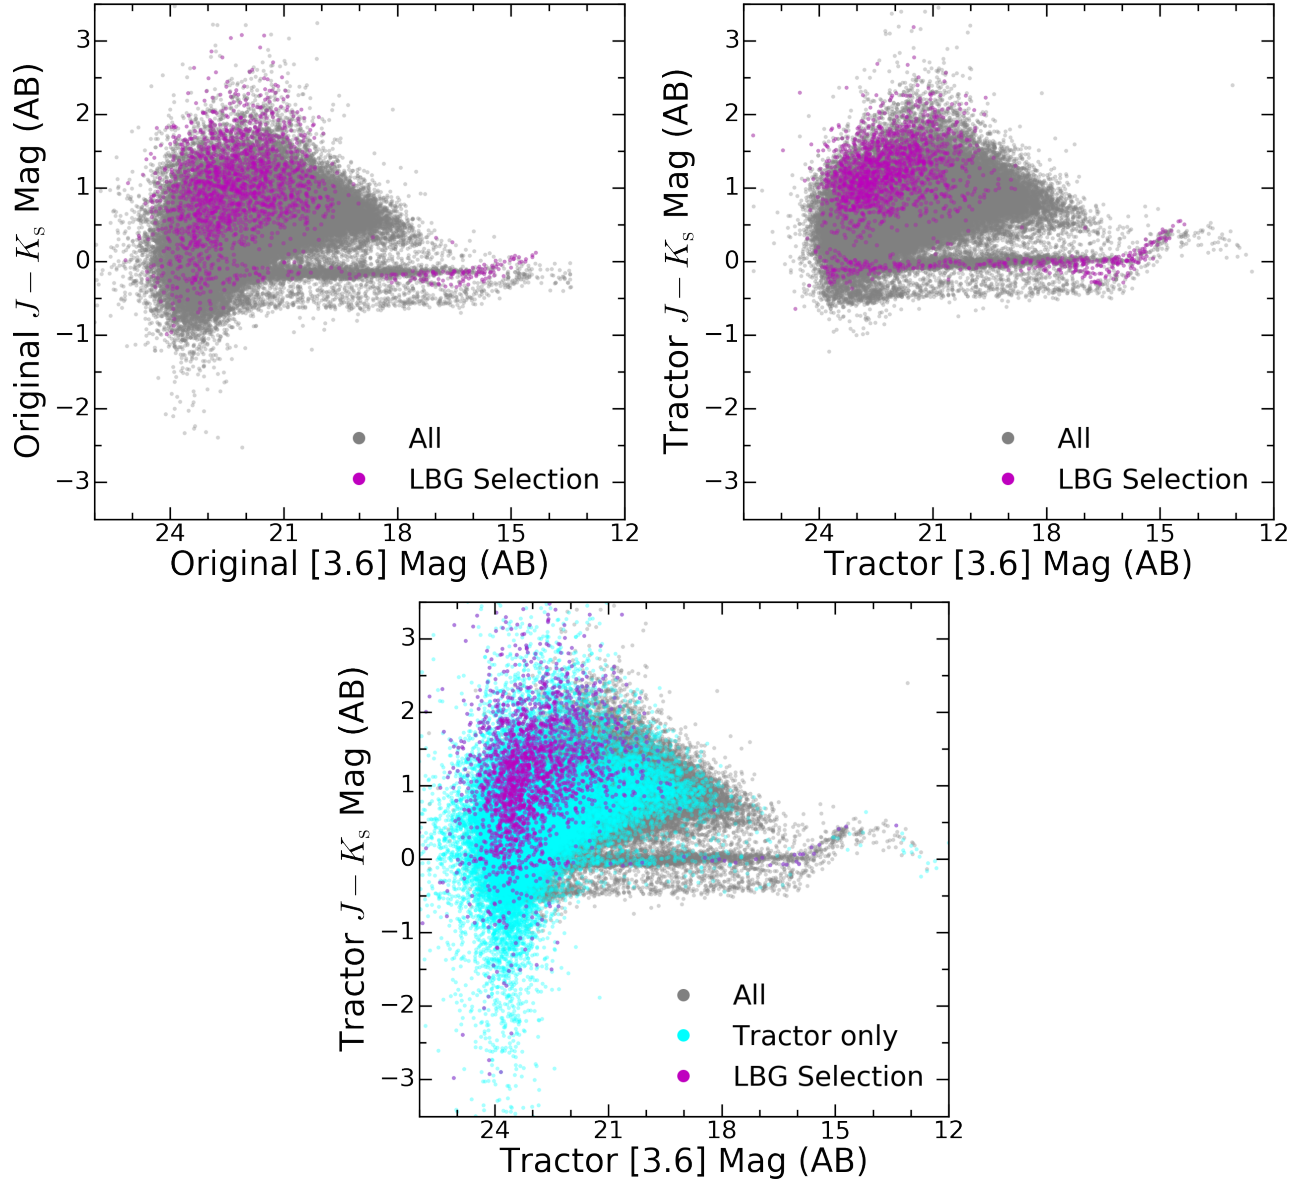 Original J − Ks Mag (AB)
3
2
1
0
−1
−2
−3
All
LBG Selection
24 21 18 15 12
Original [3.6] Mag (AB)
Tractor J − Ks Mag (AB)
3
2
1
0
−1
−2
−3
All
LBG Selection
24 21 18 15 12
Tractor [3.6] Mag (AB)
Tractor J − Ks Mag (AB)
3
2
1
0
−1
−2
−3
All
Tractor only
LBG Selection
24 21 18 15 12
Tractor [3.6] Mag (AB)